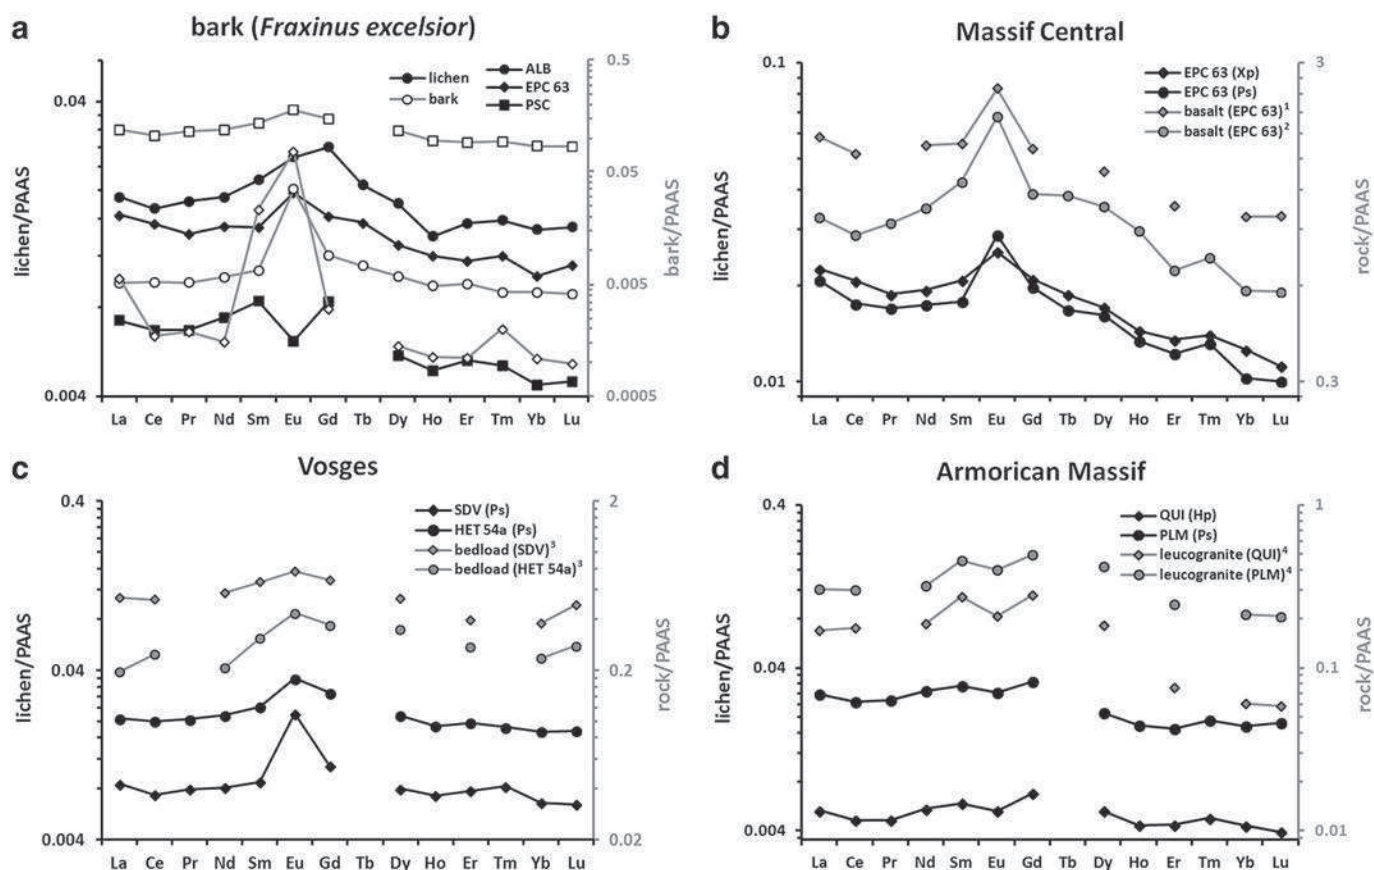 a
bark (Fraxinus excelsior)
lichen
bark
ALB
EPC 63
PSC
0.04
0.004
lichen/PAAS
0.5
0.05
0.005
0.0005
bark/PAAS
La Ce Pr Nd Sm Eu Gd Tb Dy Ho Er Tm Yb Lu
b
Massif Central
EPC 63 (Xp)
EPC 63 (Ps)
basalt (EPC 63)¹
basalt (EPC 63)²
0.1
0.01
lichen/PAAS
3
0.3
rock/PAAS
La Ce Pr Nd Sm Eu Gd Tb Dy Ho Er Tm Yb Lu
c
Vosges
SDV (Ps)
HET 54a (Ps)
bedload (SDV)³
bedload (HET 54a)³
0.4
0.04
0.004
lichen/PAAS
2
0.2
0.02
rock/PAAS
La Ce Pr Nd Sm Eu Gd Tb Dy Ho Er Tm Yb Lu
d
Armorican Massif
QUI (Hp)
PLM (Ps)
leucogranite (QUI)⁴
leucogranite (PLM)⁴
0.4
0.04
0.004
lichen/PAAS
1
0.1
0.01
rock/PAAS
La Ce Pr Nd Sm Eu Gd Tb Dy Ho Er Tm Yb Lu